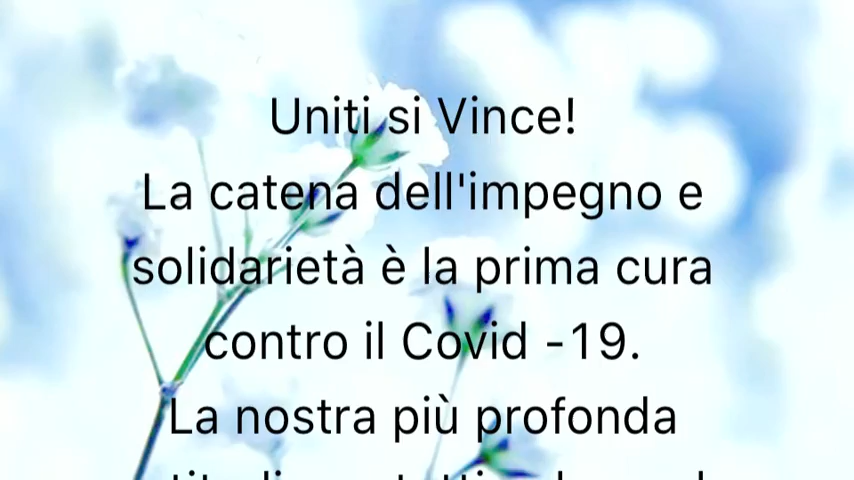 Uniti si Vince!
La catena dell'impegno e
solidarietà è la prima cura
contro il Covid -19.
La nostra più profonda